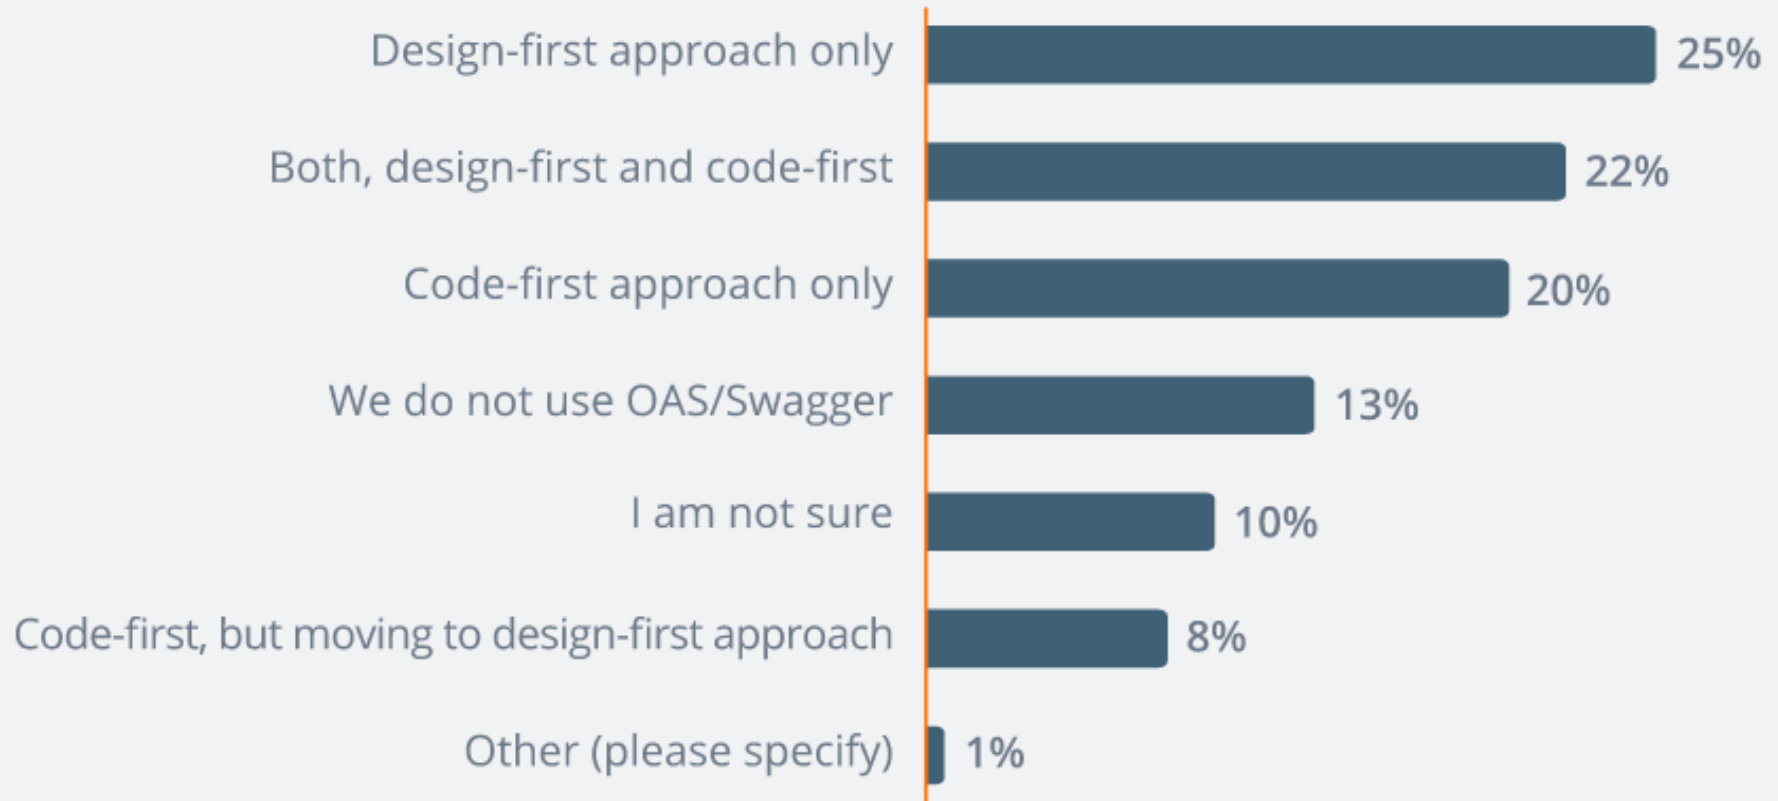 Design-first approach only 25%
Both, design-first and code-first 22%
Code-first approach only 20%
We do not use OAS/Swagger 13%
I am not sure 10%
Code-first, but moving to design-first approach 8%
Other (please specify) 1%